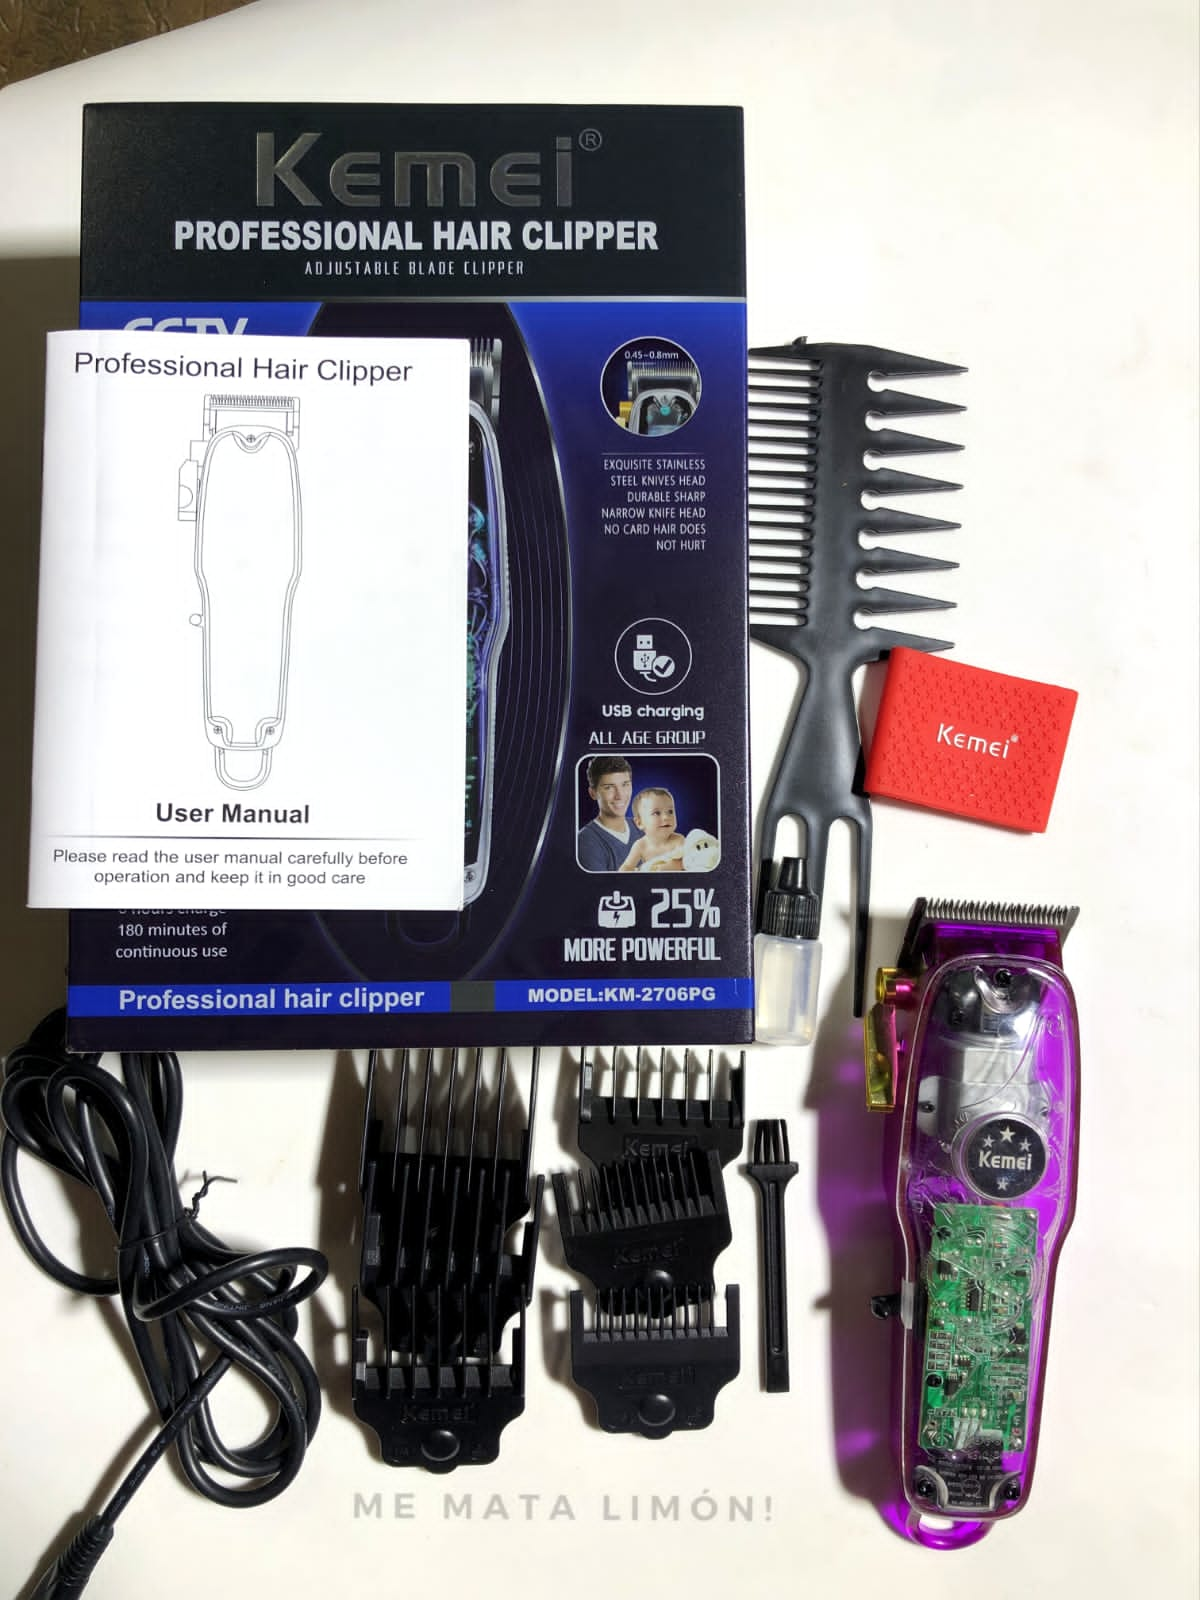 Kemei®
PROFESSIONAL HAIR CLIPPER
ADJUSTABLE BLADE CLIPPER
CCTV
Professional Hair Clipper
User Manual
Please read the user manual carefully before
operation and keep it in good care
0.45~0.8mm
EXQUISITE STAINLESS
STEEL KNIVES HEAD
DURABLE SHARP
NARROW KNIFE HEAD
NO CARD HAIR DOES
NOT HURT
USB charging
ALL AGE GROUP
25%
MORE POWERFUL
hours charge
180 minutes of
continuous use
Professional hair clipper
MODEL:KM-2706PG
Kemei®
Kemei
Kemei
Kemei
Kemei
Kemei
ME MATA LIMÓN!